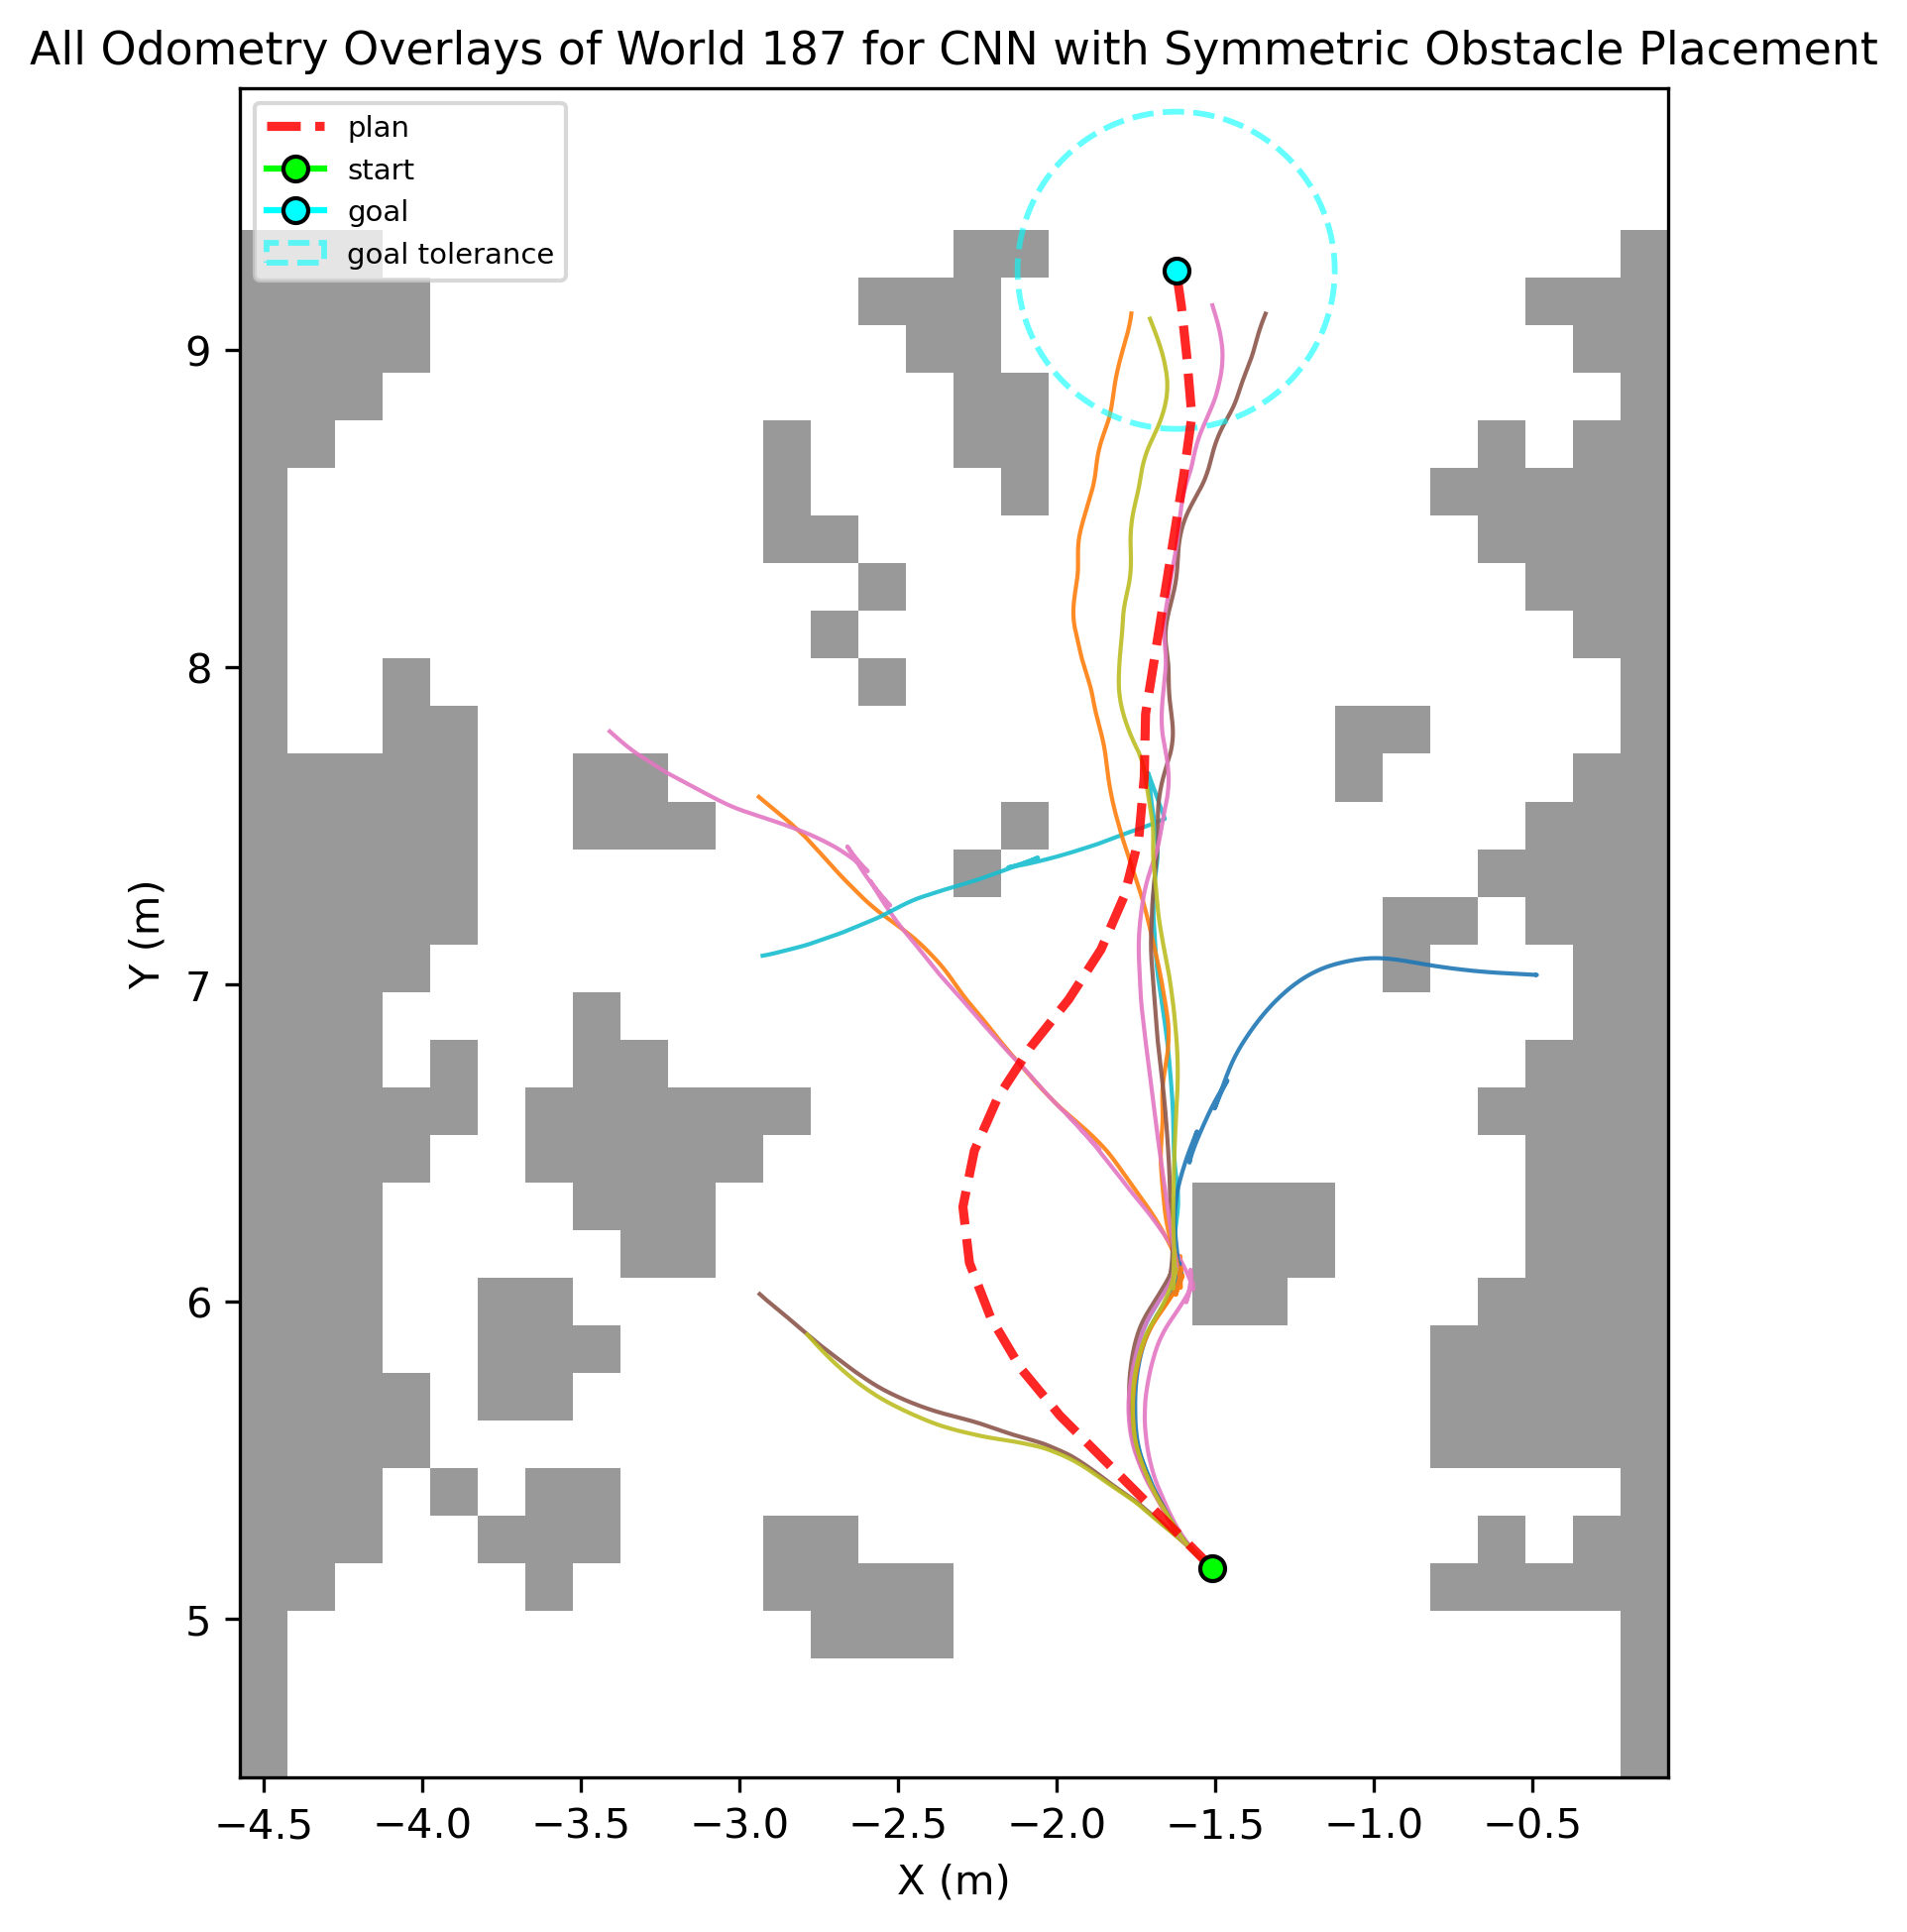 All Odometry Overlays of World 187 for CNN with Symmetric Obstacle Placement
plan
start
goal
goal tolerance
9
8
7
6
5
Y (m)
−4.5 −4.0 −3.5 −3.0 −2.5 −2.0 −1.5 −1.0 −0.5
X (m)